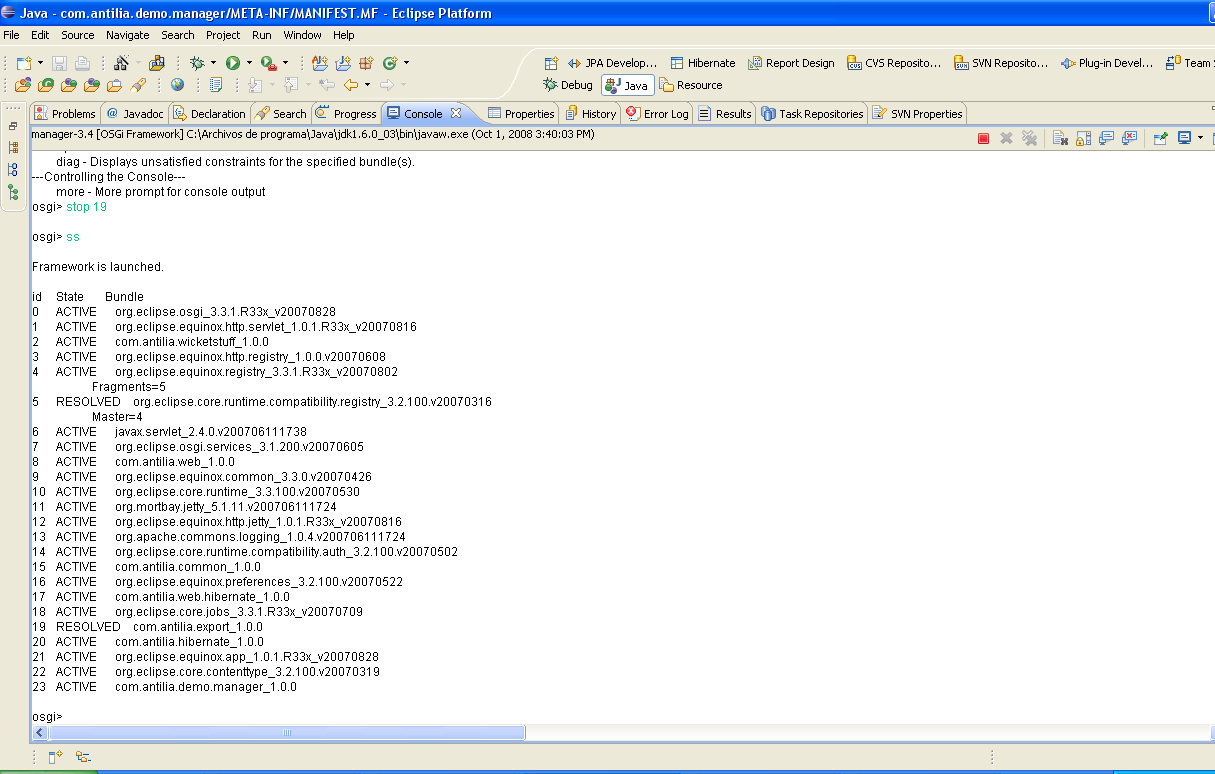 Java - com.antilia.demo.manager/META-INF/MANIFEST.MF - Eclipse Platform
File Edit Source Navigate Search Project Run Window Help
JPA Develop... Hibernate Report Design CVS Reposito... SVN Reposito... Plug-in Devel... Team
Debug Java Resource
Problems @ Javadoc Declaration Search Progress Console Properties History Error Log Results Task Repositories SVN Properties
manager-3.4 [OSGi Framework] C:\Archivos de programa\Java\jdk1.6.0_03\bin\javaw.exe (Oct 1, 2008 3:40:03 PM)
diag - Displays unsatisfied constraints for the specified bundle(s).
---Controlling the Console---
more - More prompt for console output
osgi> stop 19
osgi> ss
Framework is launched.
id State Bundle
0 ACTIVE org.eclipse.osgi_3.3.1.R33x_v20070828
1 ACTIVE org.eclipse.equinox.http.servlet_1.0.1.R33x_v20070816
2 ACTIVE com.antilia.wicketstuff_1.0.0
3 ACTIVE org.eclipse.equinox.http.registry_1.0.0.v20070608
4 ACTIVE org.eclipse.equinox.registry_3.3.1.R33x_v20070802
Fragments=5
5 RESOLVED org.eclipse.core.runtime.compatibility.registry_3.2.100.v20070316
Master=4
6 ACTIVE javax.servlet_2.4.0.v200706111738
7 ACTIVE org.eclipse.osgi.services_3.1.200.v20070605
8 ACTIVE com.antilia.web_1.0.0
9 ACTIVE org.eclipse.equinox.common_3.3.0.v20070426
10 ACTIVE org.eclipse.core.runtime_3.3.100.v20070530
11 ACTIVE org.mortbay.jetty_5.1.11.v200706111724
12 ACTIVE org.eclipse.equinox.http.jetty_1.0.1.R33x_v20070816
13 ACTIVE org.apache.commons.logging_1.0.4.v200706111724
14 ACTIVE org.eclipse.core.runtime.compatibility.auth_3.2.100.v20070502
15 ACTIVE com.antilia.common_1.0.0
16 ACTIVE org.eclipse.equinox.preferences_3.2.100.v20070522
17 ACTIVE com.antilia.web.hibernate_1.0.0
18 ACTIVE org.eclipse.core.jobs_3.3.1.R33x_v20070709
19 RESOLVED com.antilia.export_1.0.0
20 ACTIVE com.antilia.hibernate_1.0.0
21 ACTIVE org.eclipse.equinox.app_1.0.1.R33x_v20070828
22 ACTIVE org.eclipse.core.contenttype_3.2.100.v20070319
23 ACTIVE com.antilia.demo.manager_1.0.0
osgi>